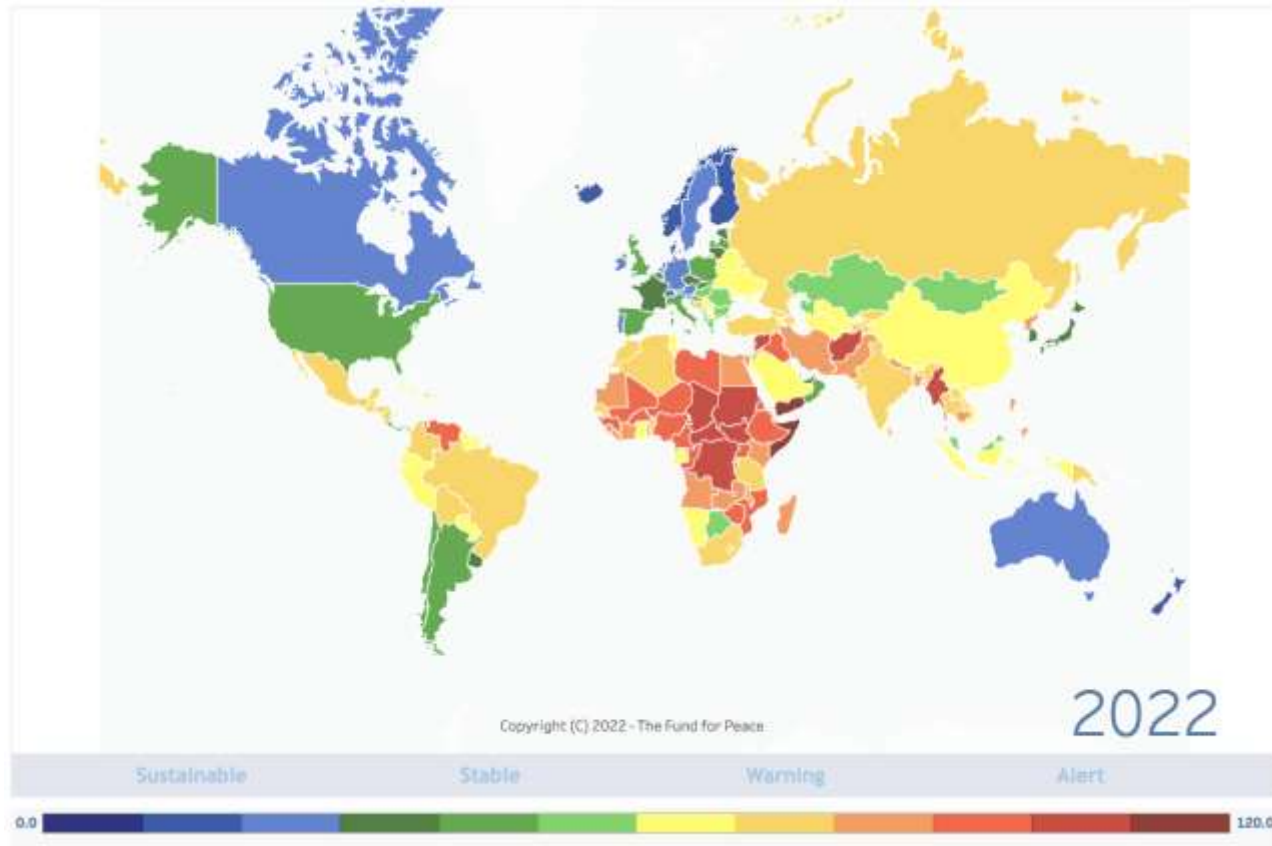 Copyright (C) 2022 - The Fund for Peace
2022
Sustainable Stable Warning Alert
0.0 120.0